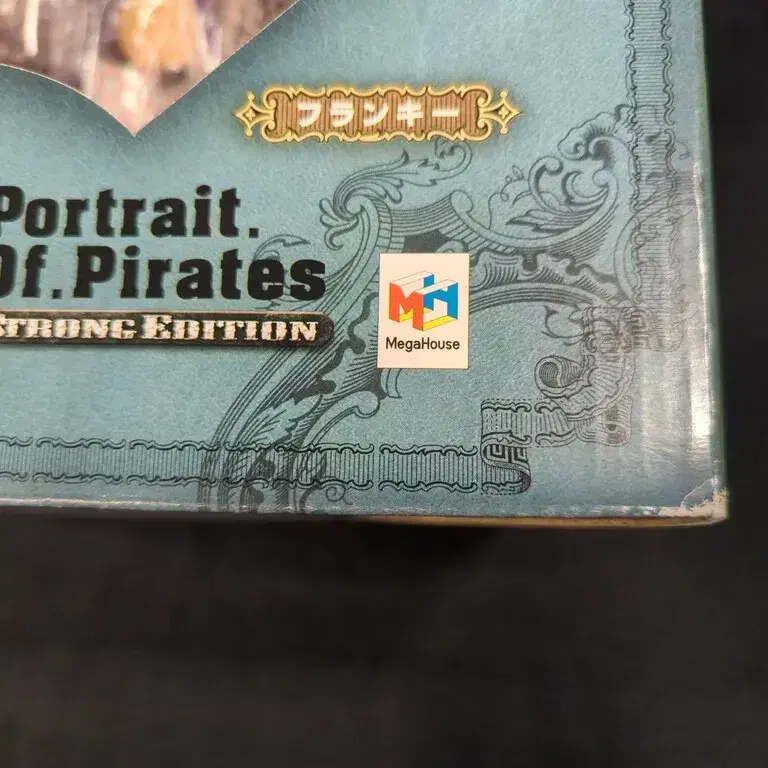 フランキー
Portrait.
Of.Pirates
STRONG EDITION
MegaHouse